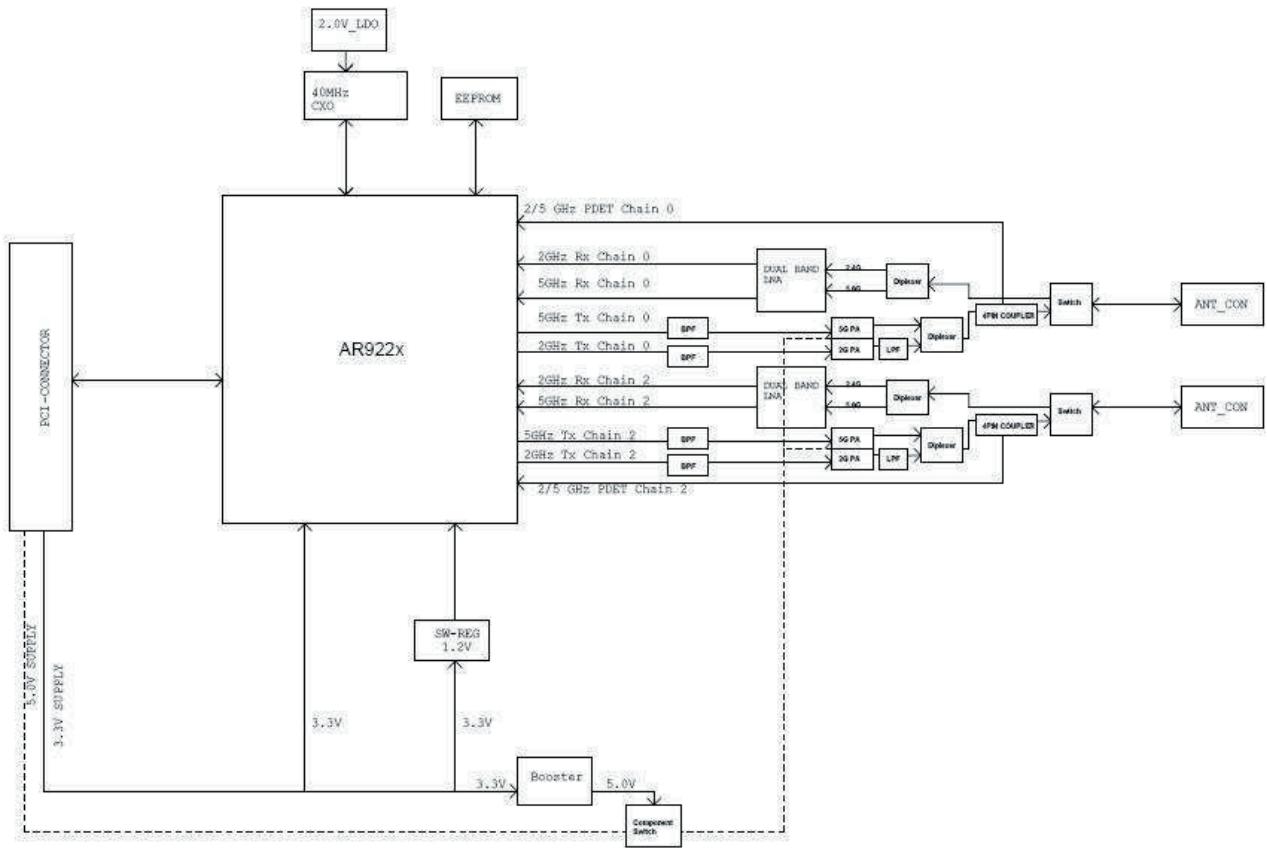 2.0V_LDO
40MHz
CXO
EEPROM
2/5 GHz PDET Chain 0
2GHz Rx Chain 0
DUAL BAND
LNA
2.4G
Diplexer
5GHz Rx Chain 0
5.0G
Switch
ANT_CON
4PIN COUPLER
5GHz Tx Chain 0
BPF
5G PA
Diplexer
AR922x
2GHz Tx Chain 0
BPF
2G PA
LPF
PCI-CONNECTOR
2GHz Rx Chain 2
DUAL BAND
LNA
2.4G
Diplexer
5GHz Rx Chain 2
5.0G
Switch
ANT_CON
4PIN COUPLER
5GHz Tx Chain 2
BPF
5G PA
Diplexer
2GHz Tx Chain 2
BPF
2G PA
LPF
2/5 GHz PDET Chain 2
SW-REG
1.2V
5.0V SUPPLY
3.3V SUPPLY
3.3V
3.3V
3.3V
Booster
5.0V
Component
Switch